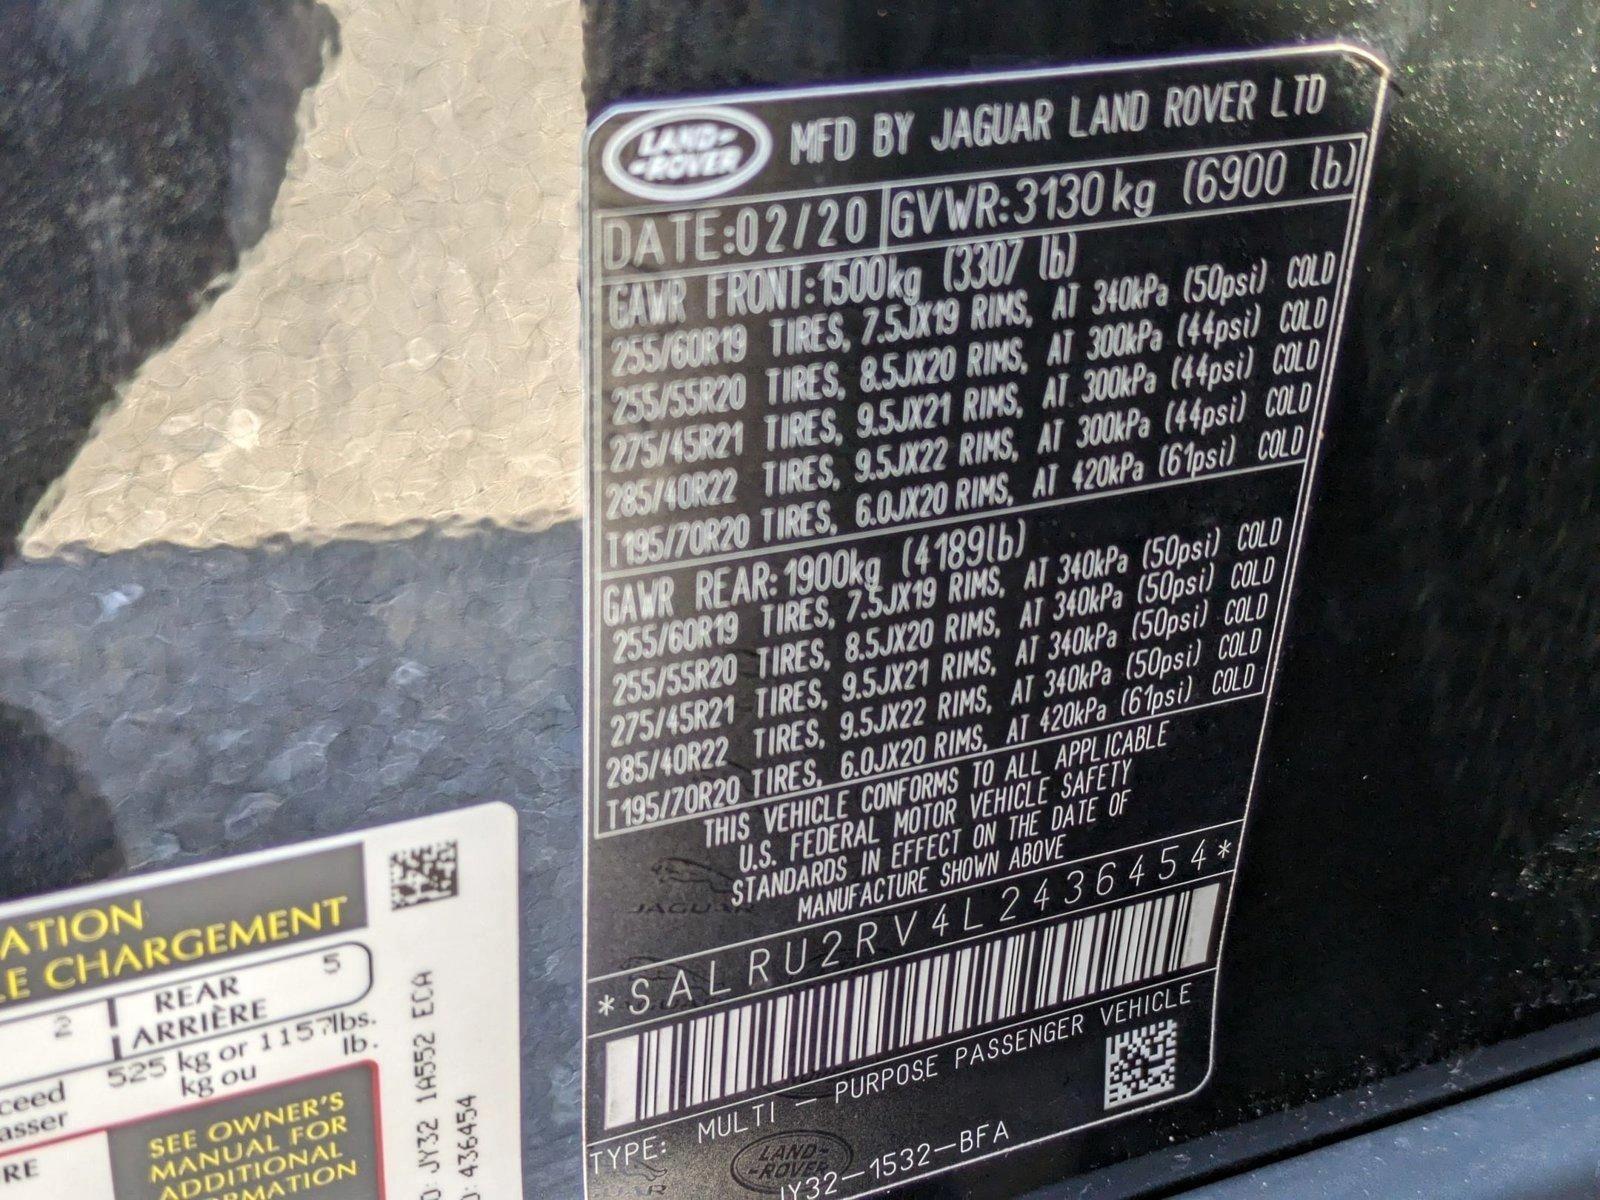 LAND-
-ROVER
MFD BY JAGUAR LAND ROVER LTD
DATE:02/20 GVWR:3130 kg (6900 lb)
GAWR FRONT:1500kg (3307 lb)
255/60R19 TIRES, 7.5JX19 RIMS, AT 340kPa (50psi) COLD
255/55R20 TIRES, 8.5JX20 RIMS, AT 300kPa (44psi) COLD
275/45R21 TIRES, 9.5JX21 RIMS, AT 300kPa (44psi) COLD
285/40R22 TIRES, 9.5JX22 RIMS, AT 300kPa (44psi) COLD
T195/70R20 TIRES, 6.0JX20 RIMS, AT 420kPa (61psi) COLD
GAWR REAR:1900kg (4189lb)
255/60R19 TIRES, 7.5JX19 RIMS, AT 340kPa (50psi) COLD
255/55R20 TIRES, 8.5JX20 RIMS, AT 340kPa (50psi) COLD
275/45R21 TIRES, 9.5JX21 RIMS, AT 340kPa (50psi) COLD
285/40R22 TIRES, 9.5JX22 RIMS, AT 340kPa (50psi) COLD
T195/70R20 TIRES, 6.0JX20 RIMS, AT 420kPa (61psi) COLD
THIS VEHICLE CONFORMS TO ALL APPLICABLE
U.S. FEDERAL MOTOR VEHICLE SAFETY
STANDARDS IN EFFECT ON THE DATE OF
MANUFACTURE SHOWN ABOVE
JAGUAR
*SALRU2RV4L2436454*
TYPE: MULTI - PURPOSE PASSENGER VEHICLE
LAND-
-ROVER
JY32-1532-BFA
ATION
LE CHARGEMENT
2 REAR 5
ARRIÈRE
ceed 525 kg or 1157lbs.
asser kg ou lb.
RE
SEE OWNER'S
MANUAL FOR
ADDITIONAL
ORMATION
O: JY32 1A552 ECA
O: 436454